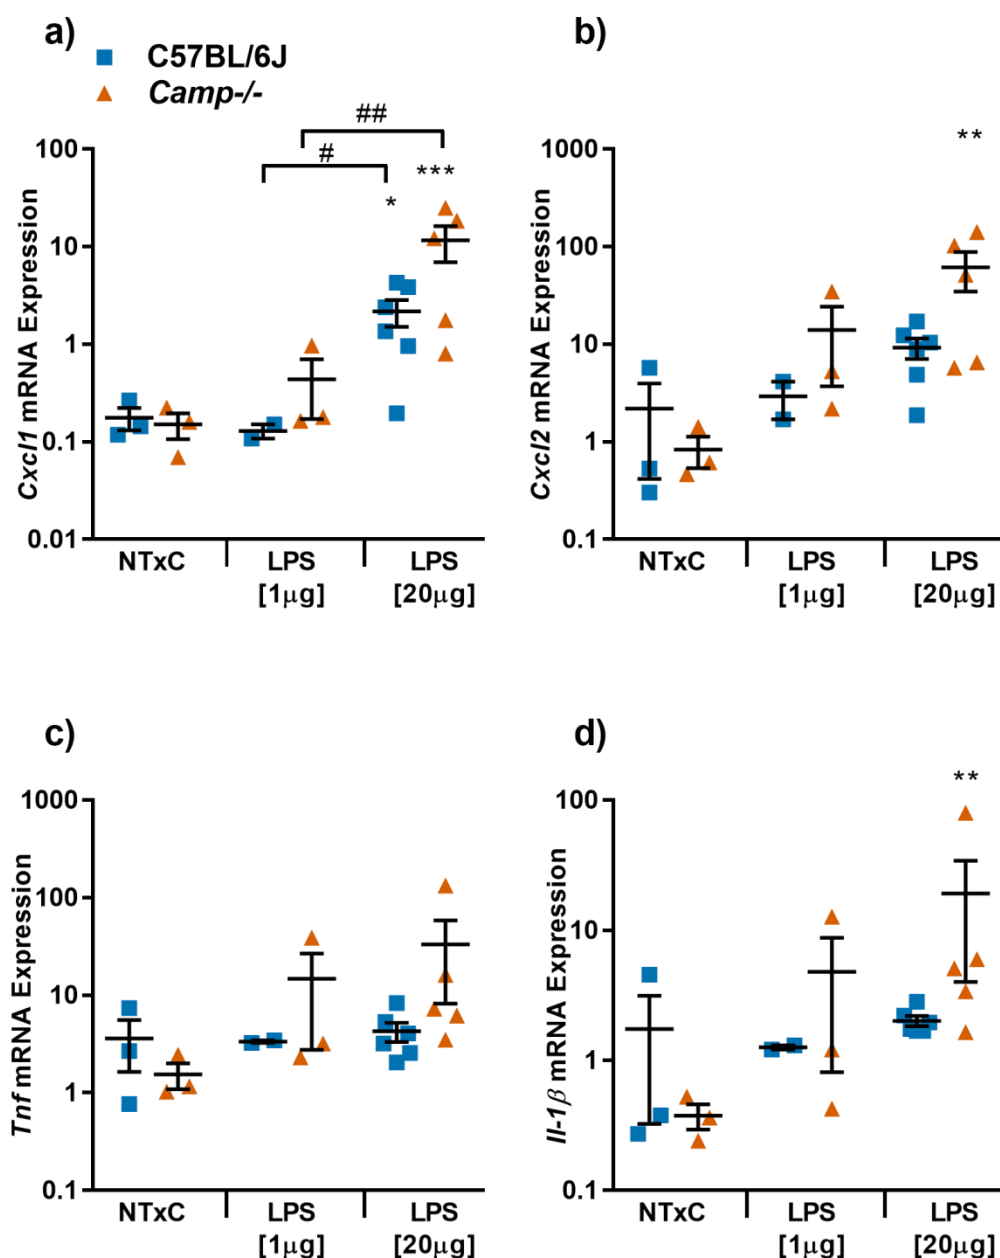 a)
C57BL/6J
Camp-/-
Cxcl1 mRNA Expression
100
10
1
0.1
0.01
##
#
***
*
NTxC
LPS
[1μg]
LPS
[20μg]
b)
Cxcl2 mRNA Expression
1000
100
10
1
0.1
**
NTxC
LPS
[1μg]
LPS
[20μg]
c)
Tnf mRNA Expression
1000
100
10
1
0.1
NTxC
LPS
[1μg]
LPS
[20μg]
d)
Il-1β mRNA Expression
100
10
1
0.1
**
NTxC
LPS
[1μg]
LPS
[20μg]